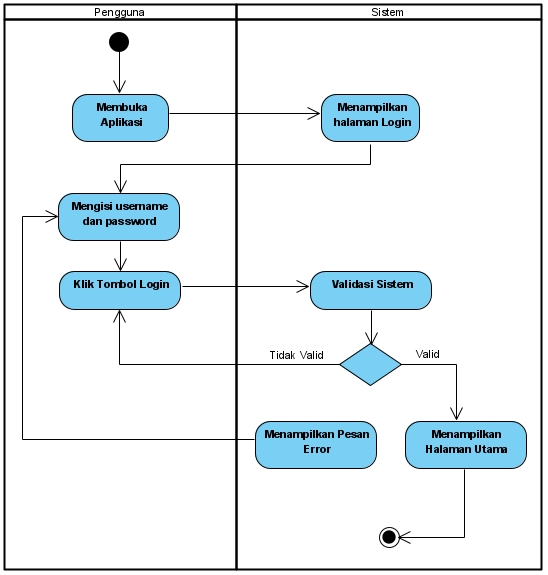 Pengguna
Sistem
Membuka
Aplikasi
Menampilkan
halaman Login
Mengisi username
dan password
Klik Tombol Login
Validasi Sistem
Tidak Valid
Valid
Menampilkan Pesan
Error
Menampilkan
Halaman Utama